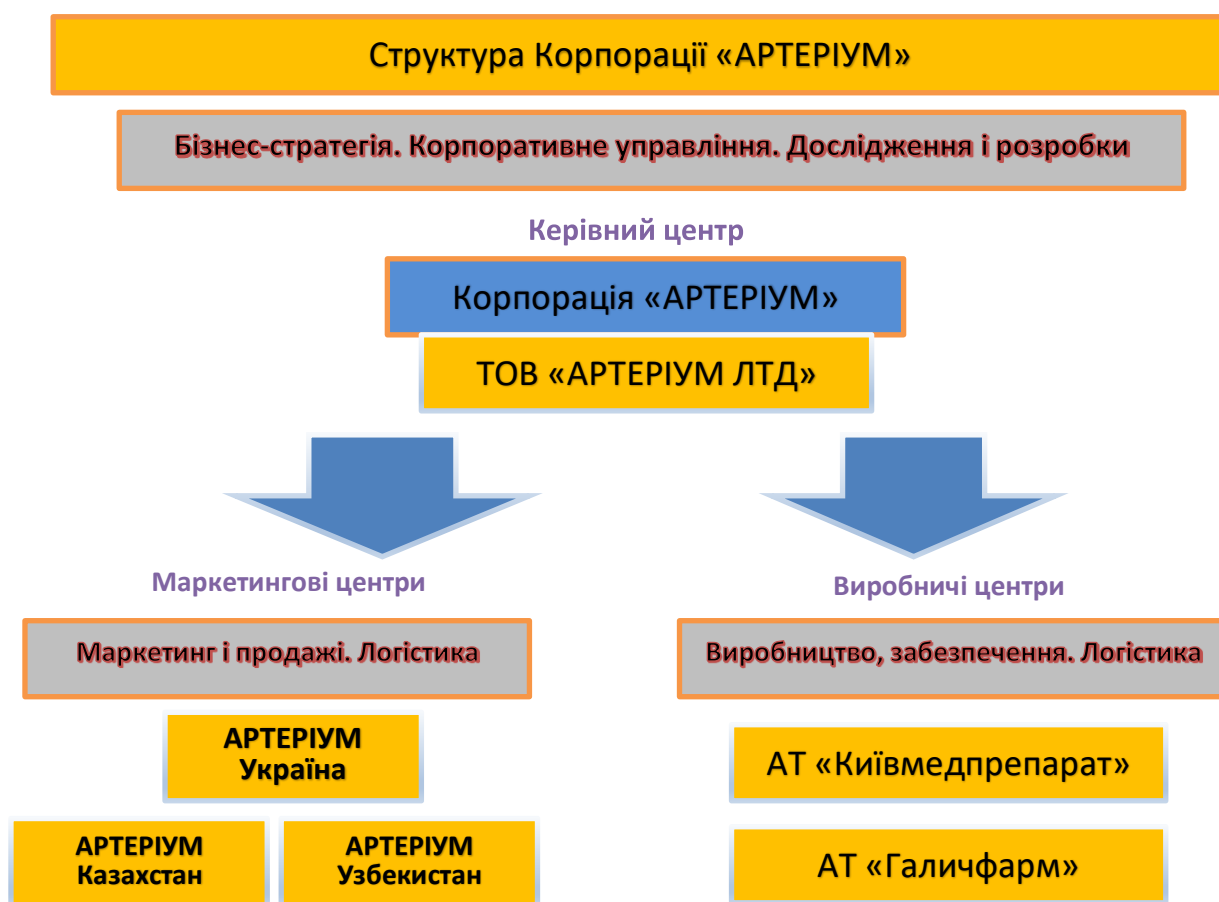 Структура Корпорації «АРТЕРІУМ»
Бізнес-стратегія. Корпоративне управління. Дослідження і розробки
Керівний центр
Корпорація «АРТЕРІУМ»
ТОВ «АРТЕРІУМ ЛТД»
Маркетингові центри
Виробничі центри
Маркетинг і продажі. Логістика
Виробництво, забезпечення. Логістика
АРТЕРІУМ
Україна
АТ «Київмедпрепарат»
АРТЕРІУМ
Казахстан
АРТЕРІУМ
Узбекистан
АТ «Галичфарм»